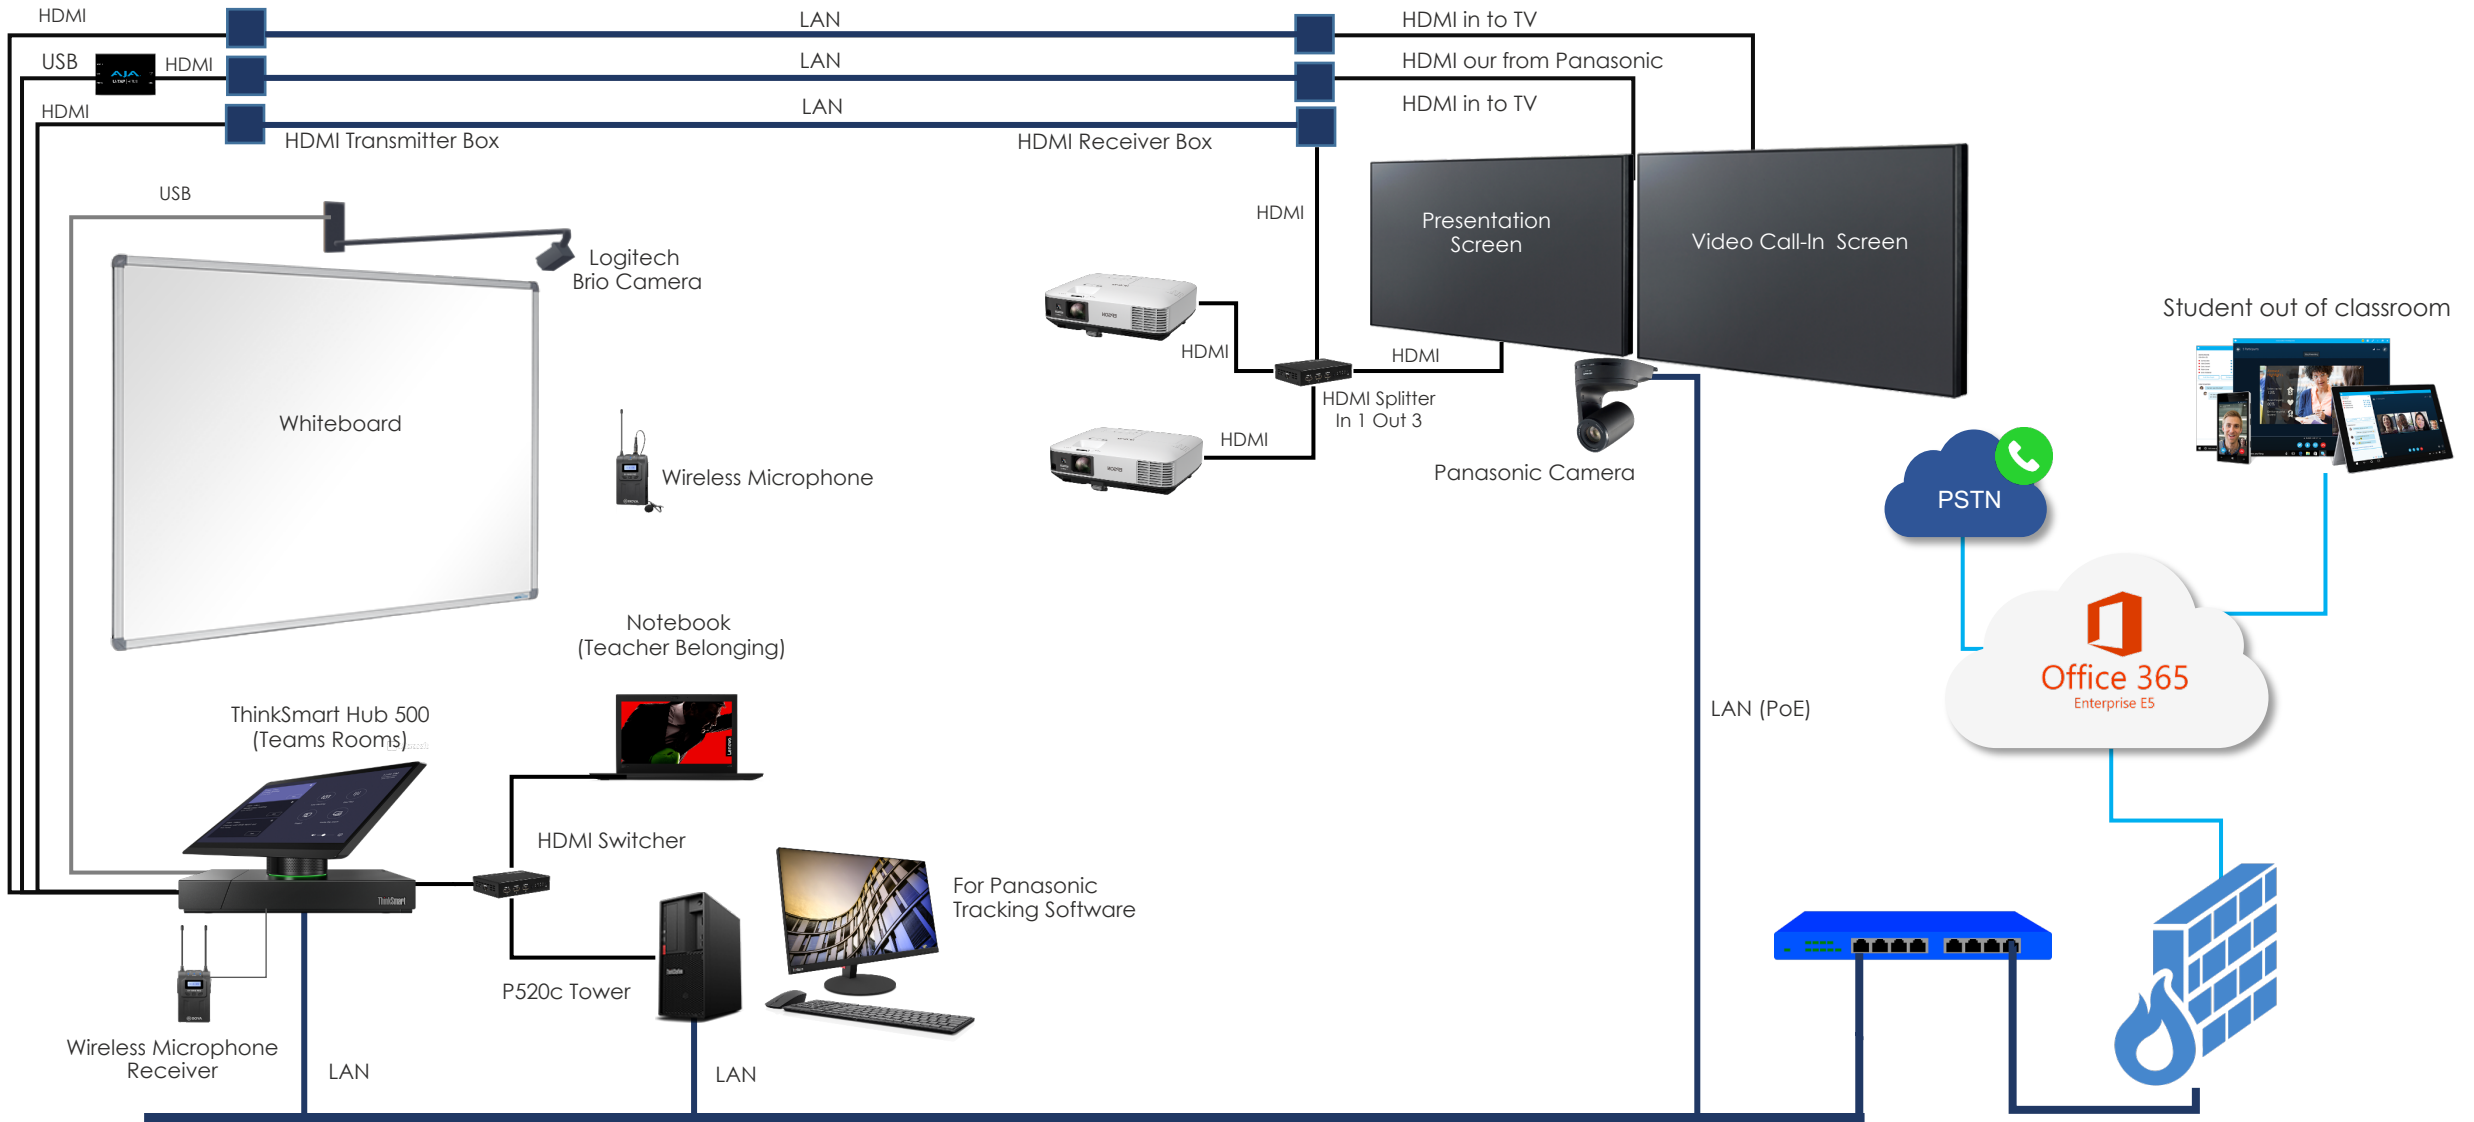 HDMI
LAN
HDMI in to TV
USB
AJA
HDMI
LAN
HDMI our from Panasonic
HDMI
LAN
HDMI in to TV
HDMI Transmitter Box
HDMI Receiver Box
USB
HDMI
Presentation
Screen
Video Call-In Screen
Logitech
Brio Camera
Student out of classroom
HDMI
HDMI
HDMI Splitter
In 1 Out 3
Whiteboard
HDMI
Wireless Microphone
Panasonic Camera
PSTN
Notebook
(Teacher Belonging)
Office 365
Enterprise E5
ThinkSmart Hub 500
(Teams Rooms)
LAN (PoE)
Lenovo
HDMI Switcher
ThinkSmart
For Panasonic
Tracking Software
P520c Tower
Wireless Microphone
Receiver
LAN
LAN